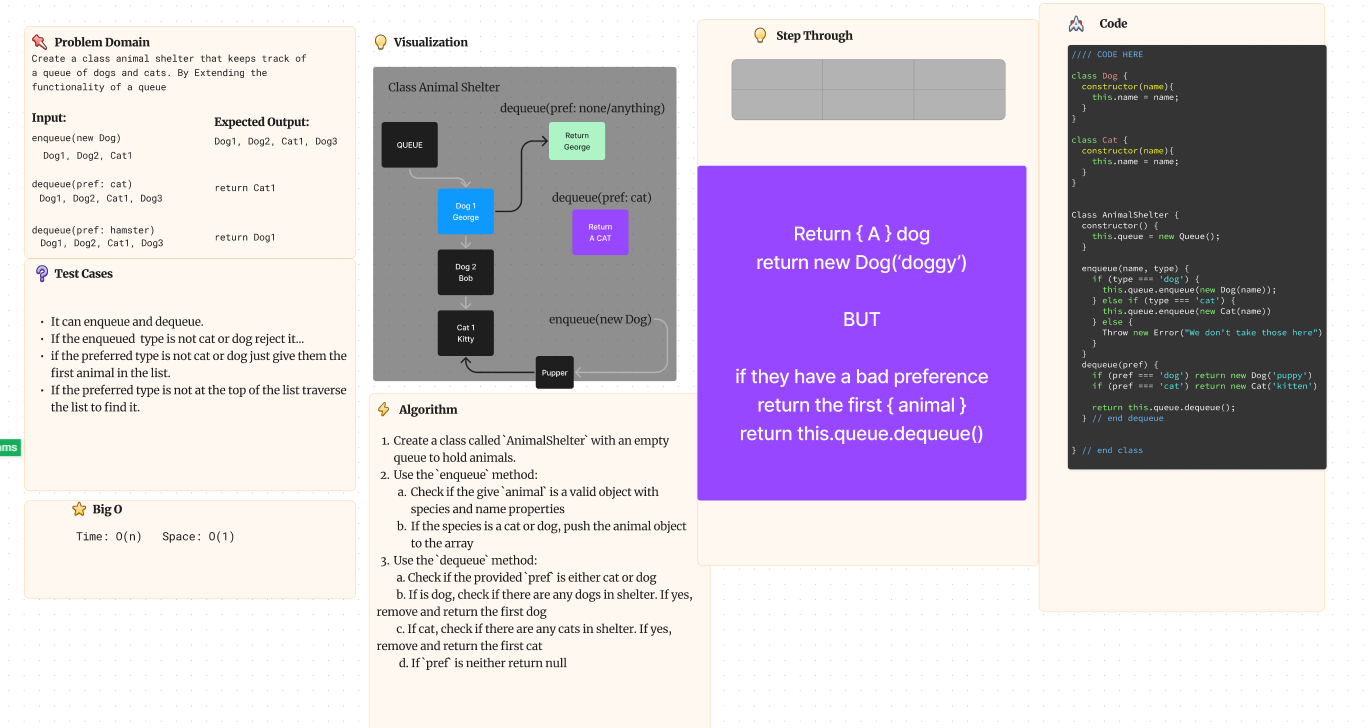 Problem Domain
Create a class animal shelter that keeps track of
a queue of dogs and cats. By Extending the
functionality of a queue
Input:
enqueue(new Dog)
Dog1, Dog2, Cat1
dequeue(pref: cat)
Dog1, Dog2, Cat1, Dog3
dequeue(pref: hamster)
Dog1, Dog2, Cat1, Dog3
Expected Output:
Dog1, Dog2, Cat1, Dog3
return Cat1
return Dog1
Test Cases
• It can enqueue and dequeue.
• If the enqueued type is not cat or dog reject it...
• if the preferred type is not cat or dog just give them the
first animal in the list.
• If the preferred type is not at the top of the list traverse
the list to find it.
ms
Big O
Time: O(n) Space: O(1)
Visualization
Class Animal Shelter
dequeue(pref: none/anything)
QUEUE
Return
George
Dog 1
George
dequeue(pref: cat)
Return
A CAT
Dog 2
Bob
Cat 1
Kitty
enqueue(new Dog)
Pupper
Algorithm
1. Create a class called `AnimalShelter` with an empty
queue to hold animals.
2. Use the `enqueue` method:
a. Check if the give `animal` is a valid object with
species and name properties
b. If the species is a cat or dog, push the animal object
to the array
3. Use the `dequeue` method:
a. Check if the provided `pref` is either cat or dog
b. If is dog, check if there are any dogs in shelter. If yes,
remove and return the first dog
c. If cat, check if there are any cats in shelter. If yes,
remove and return the first cat
d. If `pref` is neither return null
Step Through
Return { A } dog
return new Dog(‘doggy’)
BUT
if they have a bad preference
return the first { animal }
return this.queue.dequeue()
Code
//// CODE HERE
class Dog {
constructor(name){
this.name = name;
}
}
class Cat {
constructor(name){
this.name = name;
}
}
Class AnimalShelter {
constructor() {
this.queue = new Queue();
}
enqueue(name, type) {
if (type === 'dog') {
this.queue.enqueue(new Dog(name));
} else if (type === 'cat') {
this.queue.enqueue(new Cat(name))
} else {
Throw new Error("We don't take those here")
}
}
dequeue(pref) {
if (pref === 'dog') return new Dog('puppy')
if (pref === 'cat') return new Cat('kitten')
return this.queue.dequeue();
} // end dequeue
} // end class